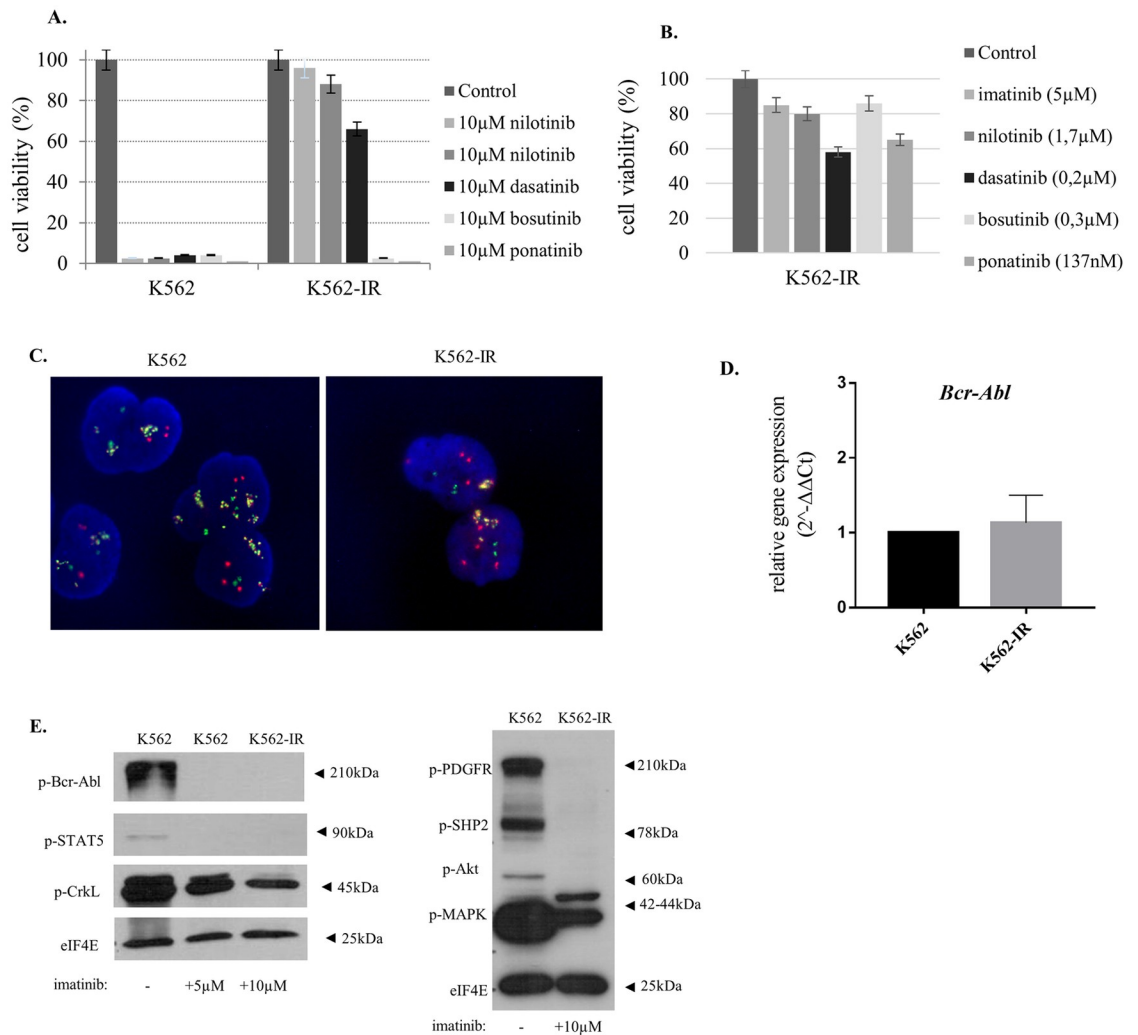 A.
cell viability (%)
100
80
60
40
20
0
K562
K562-IR
Control
10µM nilotinib
10µM nilotinib
10µM dasatinib
10µM bosutinib
10µM ponatinib
B.
cell viability (%)
100
80
60
40
20
0
K562-IR
Control
imatinib (5µM)
nilotinib (1,7µM)
dasatinib (0,2µM)
bosutinib (0,3µM)
ponatinib (137nM)
C.
K562
K562-IR
D.
Bcr-Abl
relative gene expression
(2^-ΔΔCt)
3
2
1
0
K562
K562-IR
E.
K562 K562 K562-IR
p-Bcr-Abl ◄ 210kDa
p-STAT5 ◄ 90kDa
p-CrkL ◄ 45kDa
eIF4E ◄ 25kDa
imatinib: - +5µM +10µM
K562 K562-IR
p-PDGFR ◄ 210kDa
p-SHP2 ◄ 78kDa
p-Akt ◄ 60kDa
p-MAPK ◄ 42-44kDa
eIF4E ◄ 25kDa
imatinib: - +10µM